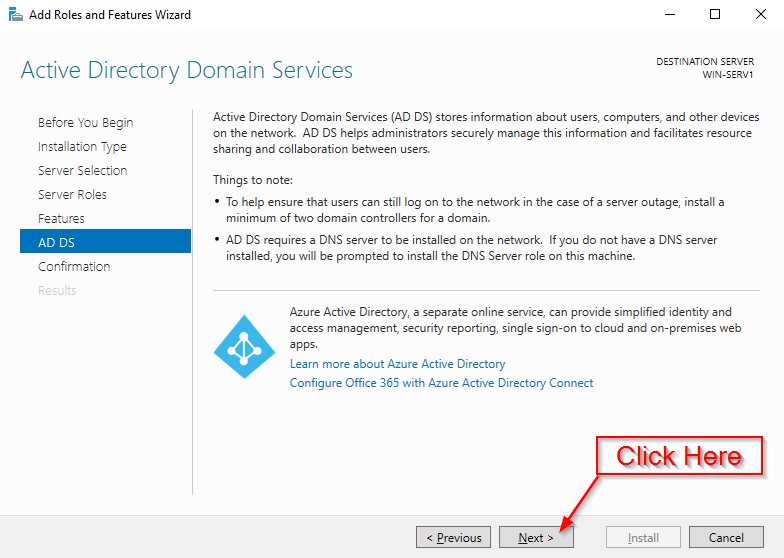 Add Roles and Features Wizard
Active Directory Domain Services
DESTINATION SERVER
WIN-SERV1
Before You Begin
Installation Type
Server Selection
Server Roles
Features
AD DS
Confirmation
Results
Active Directory Domain Services (AD DS) stores information about users, computers, and other devices
on the network.  AD DS helps administrators securely manage this information and facilitates resource
sharing and collaboration between users.
Things to note:
• To help ensure that users can still log on to the network in the case of a server outage, install a
minimum of two domain controllers for a domain.
• AD DS requires a DNS server to be installed on the network.  If you do not have a DNS server
installed, you will be prompted to install the DNS Server role on this machine.
Azure Active Directory, a separate online service, can provide simplified identity and
access management, security reporting, single sign-on to cloud and on-premises web
apps.
Learn more about Azure Active Directory
Configure Office 365 with Azure Active Directory Connect
Click Here
< Previous
Next >
Install
Cancel